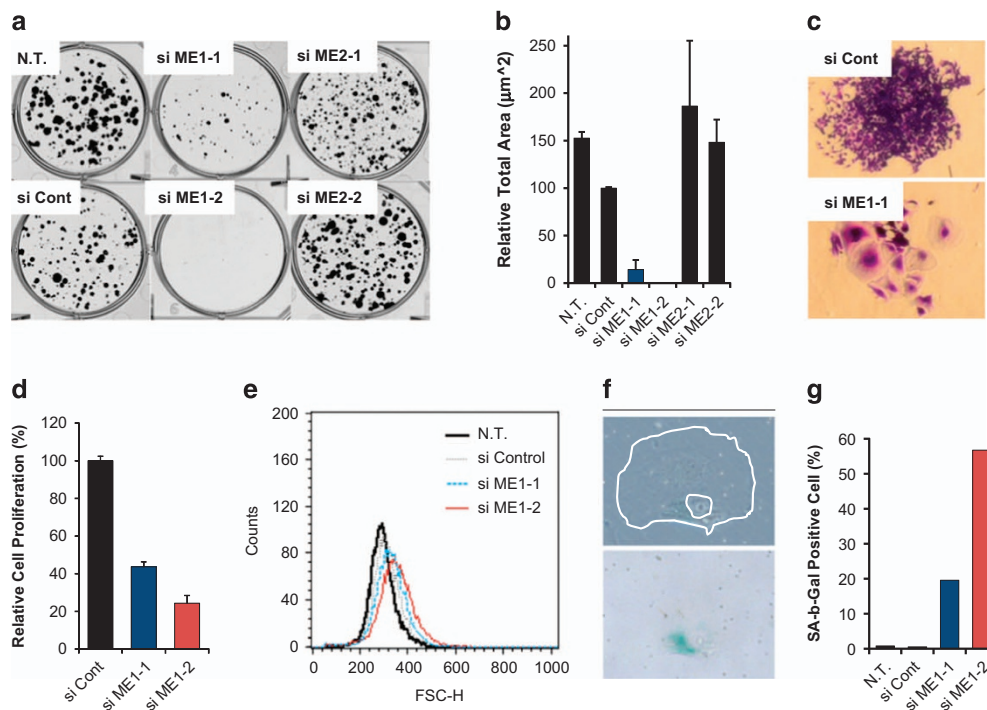 a
N.T.
si ME1-1
si ME2-1
si Cont
si ME1-2
si ME2-2
b
Relative Total Area (μm^2)
250
200
150
100
50
0
N.T.
si Cont
si ME1-1
si ME1-2
si ME2-1
si ME2-2
c
si Cont
si ME1-1
d
Relative Cell Proliferation (%)
120
100
80
60
40
20
0
si Cont
si ME1-1
si ME1-2
e
Counts
200
160
120
80
40
0
N.T.
si Control
si ME1-1
si ME1-2
0 200 400 600 800 1000
FSC-H
f
g
SA-b-Gal Positive Cell (%)
60
50
40
30
20
10
0
N.T.
si Cont
si ME1-1
si ME1-2